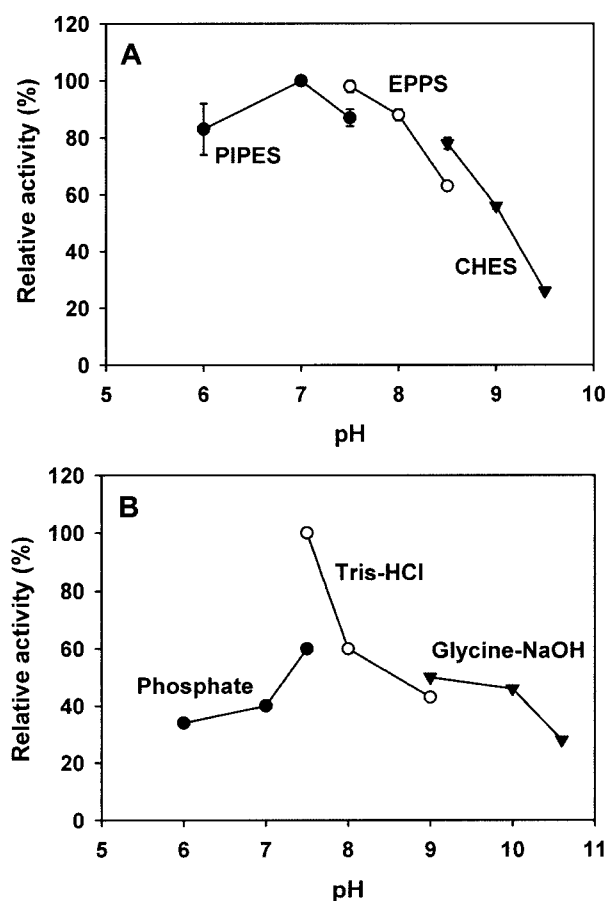 A
Relative activity (%)
120
100
80
60
40
20
0
PIPES
EPPS
CHES
5 6 7 8 9 10
pH
B
Relative activity (%)
120
100
80
60
40
20
0
Phosphate
Tris-HCl
Glycine-NaOH
5 6 7 8 9 10 11
pH